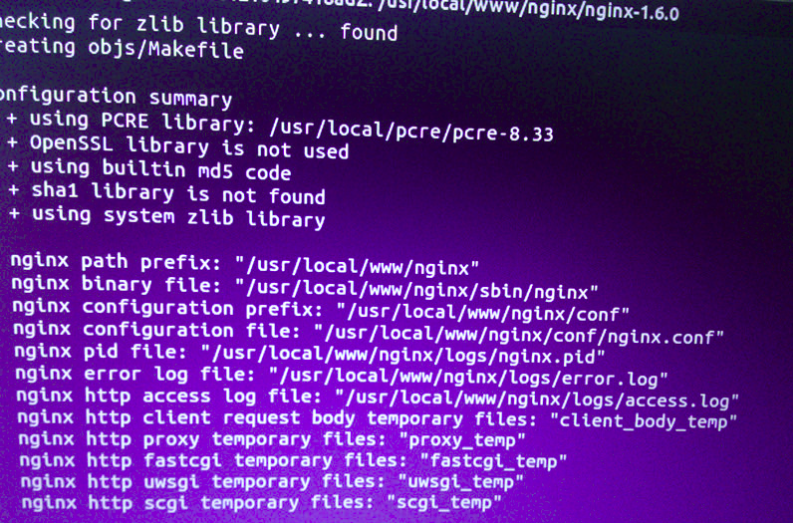 /usr/local/www/nginx/nginx-1.6.0
ecking for zlib library ... found
reating objs/Makefile
onfiguration summary
+ using PCRE library: /usr/local/pcre/pcre-8.33
+ OpenSSL library is not used
+ using builtin md5 code
+ sha1 library is not found
+ using system zlib library
nginx path prefix: "/usr/local/www/nginx"
nginx binary file: "/usr/local/www/nginx/sbin/nginx"
nginx configuration prefix: "/usr/local/www/nginx/conf"
nginx configuration file: "/usr/local/www/nginx/conf/nginx.conf"
nginx pid file: "/usr/local/www/nginx/logs/nginx.pid"
nginx error log file: "/usr/local/www/nginx/logs/error.log"
nginx http access log file: "/usr/local/www/nginx/logs/access.log"
nginx http client request body temporary files: "client_body_temp"
nginx http proxy temporary files: "proxy_temp"
nginx http fastcgi temporary files: "fastcgi_temp"
nginx http uwsgi temporary files: "uwsgi_temp"
nginx http scgi temporary files: "scgi_temp"